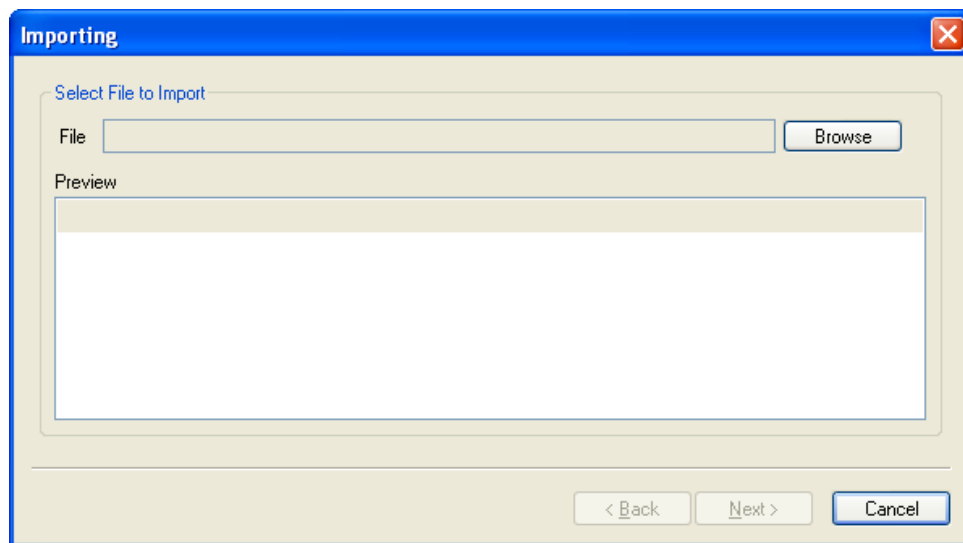 Importing
Select File to Import
File
Browse
Preview
< Back
Next >
Cancel